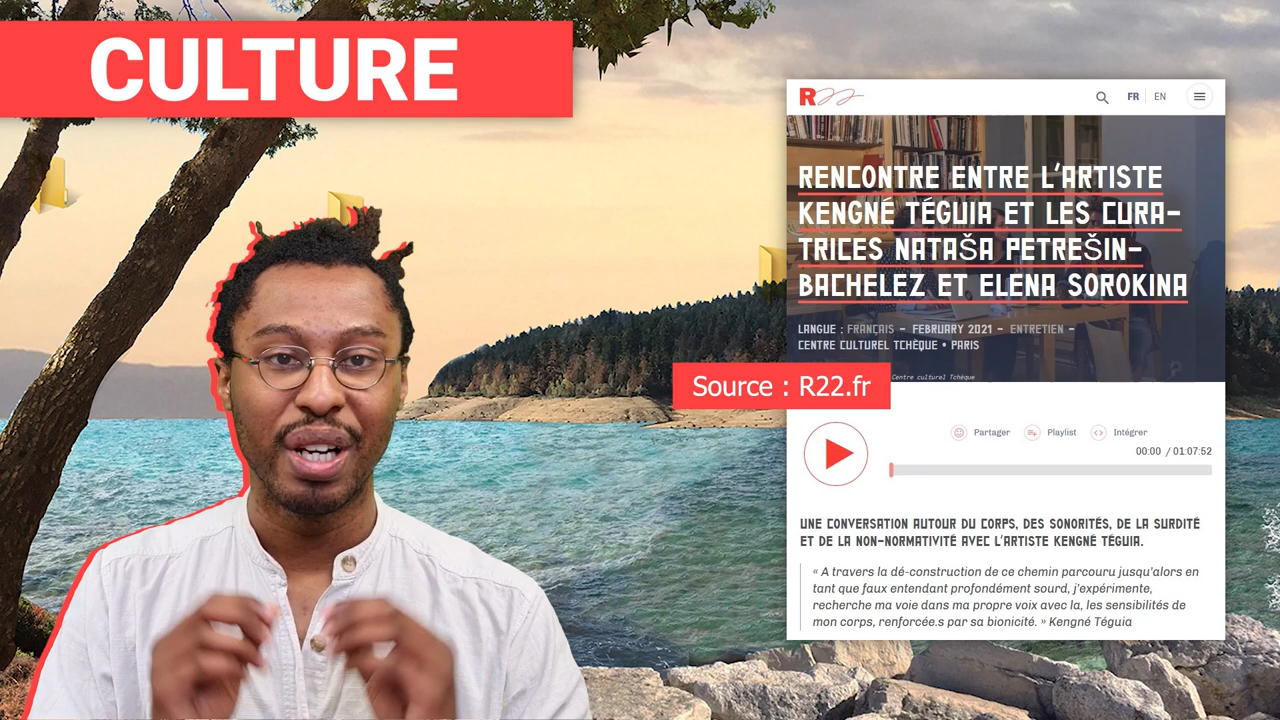 CULTURE
R22
FR EN
RENCONTRE ENTRE L'ARTISTE
KENGNÉ TÉGUIA ET LES CURA-
TRICES NATAŠA PETREŠIN-
BACHELEZ ET ELENA SOROKINA
LANGUE : FRANÇAIS – FEBRUARY 2021 – ENTRETIEN –
CENTRE CULTUREL TCHÈQUE • PARIS
Centre culturel Tchèque
Source : R22.fr
Partager Playlist Intégrer
00:00 / 01:07:52
UNE CONVERSATION AUTOUR DU CORPS, DES SONORITÉS, DE LA SURDITÉ
ET DE LA NON-NORMATIVITÉ AVEC L'ARTISTE KENGNÉ TÉGUIA.
« A travers la dé-construction de ce chemin parcouru jusqu'alors en
tant que faux entendant profondément sourd, j'expérimente,
recherche ma voie dans ma propre voix avec la, les sensibilités de
mon corps, renforcée.s par sa bionicité. » Kengné Téguia